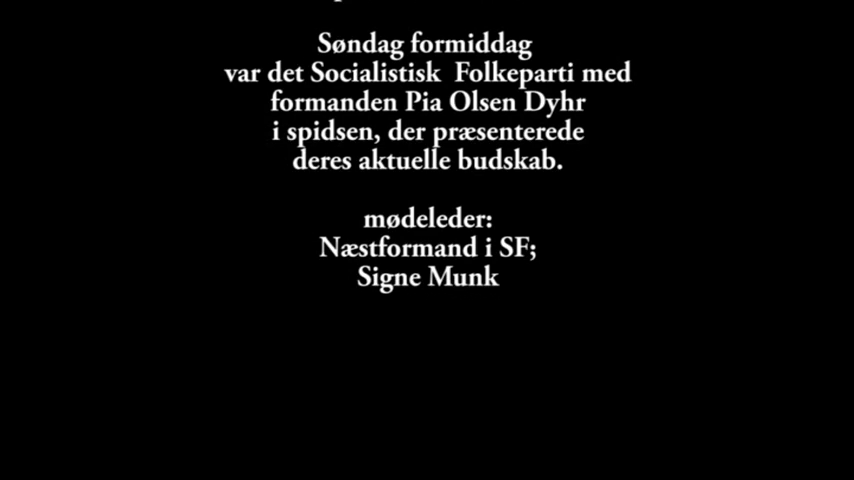 Søndag formiddag
var det Socialistisk Folkeparti med
formanden Pia Olsen Dyhr
i spidsen, der præsenterede
deres aktuelle budskab.
mødeleder:
Næstformand i SF;
Signe Munk